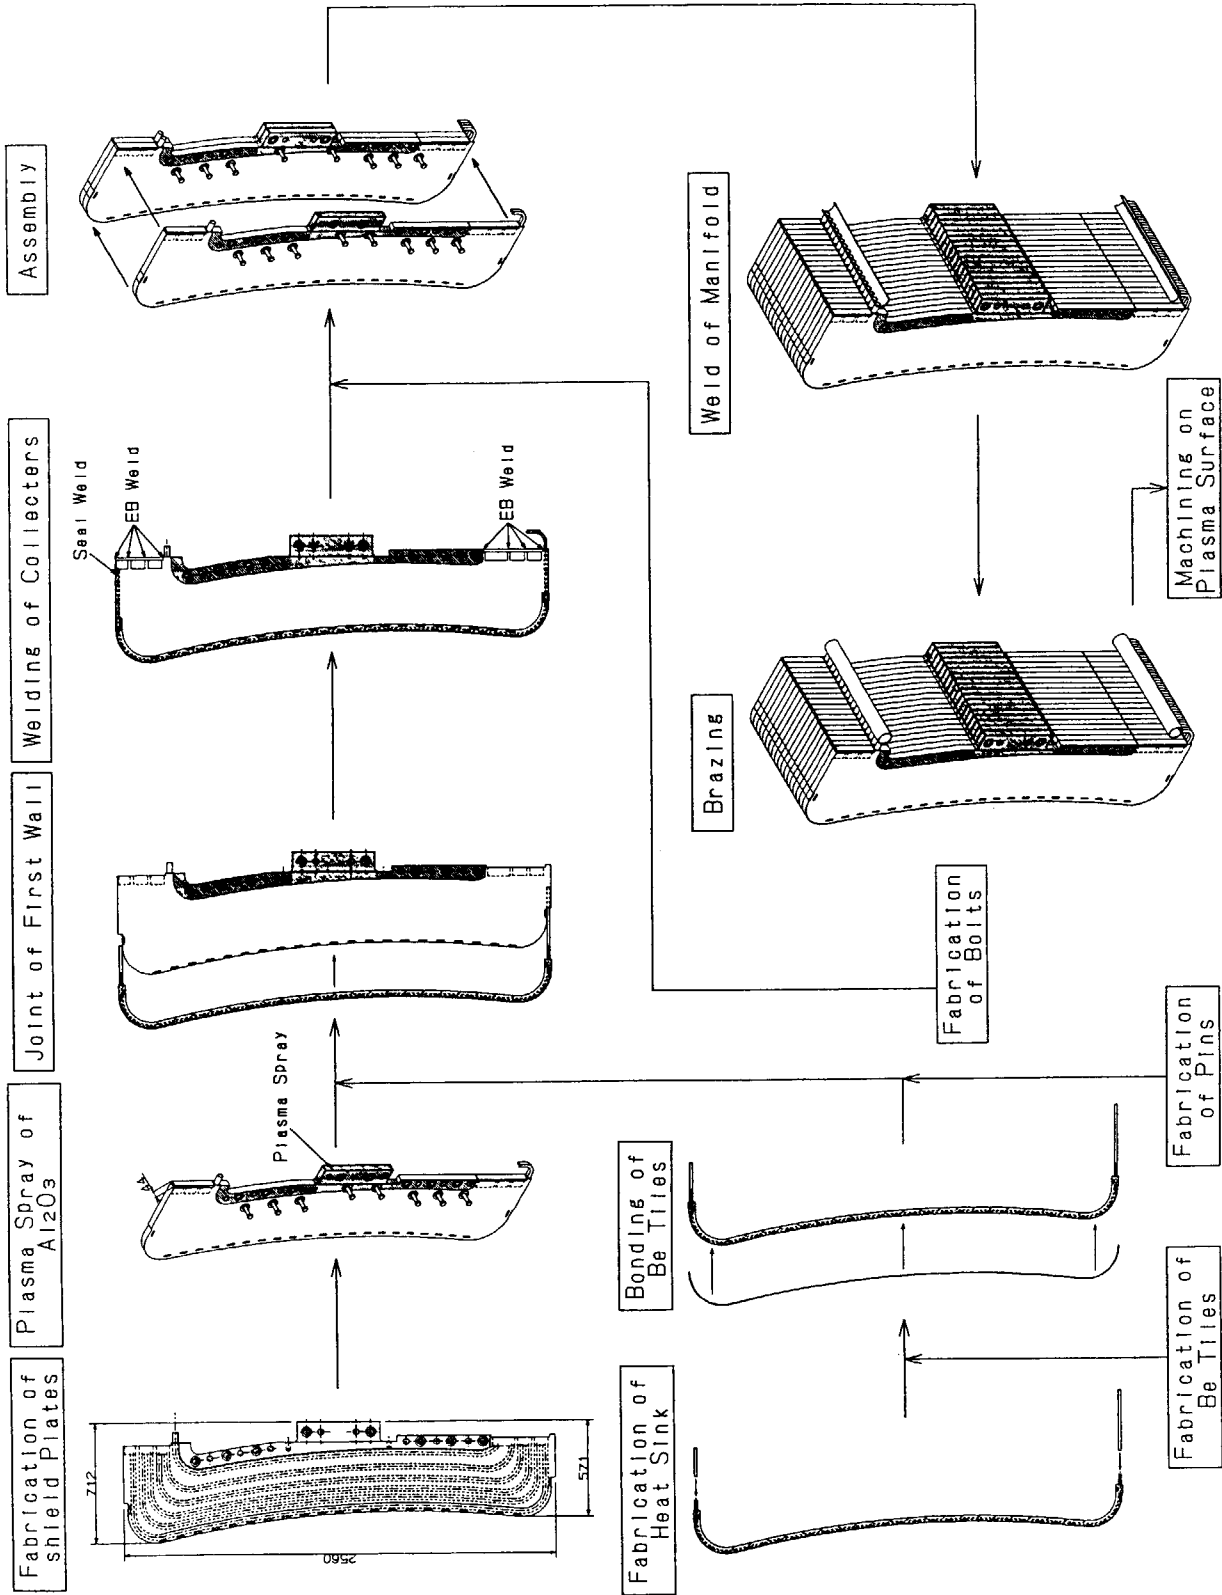 Fabrication of
shield Plates
Plasma Spray of
Al2O3
Joint of First Wall
Welding of Collecters
Assembly
712
2560
571
Plasma Spray
Seal Weld
EB Weld
EB Weld
Fabrication of
Heat Sink
Bonding of
Be Tiles
Fabrication
of Bolts
Brazing
Weld of Manifold
Fabrication of
Be Tiles
Fabrication
of Pins
Machining on
Plasma Surface